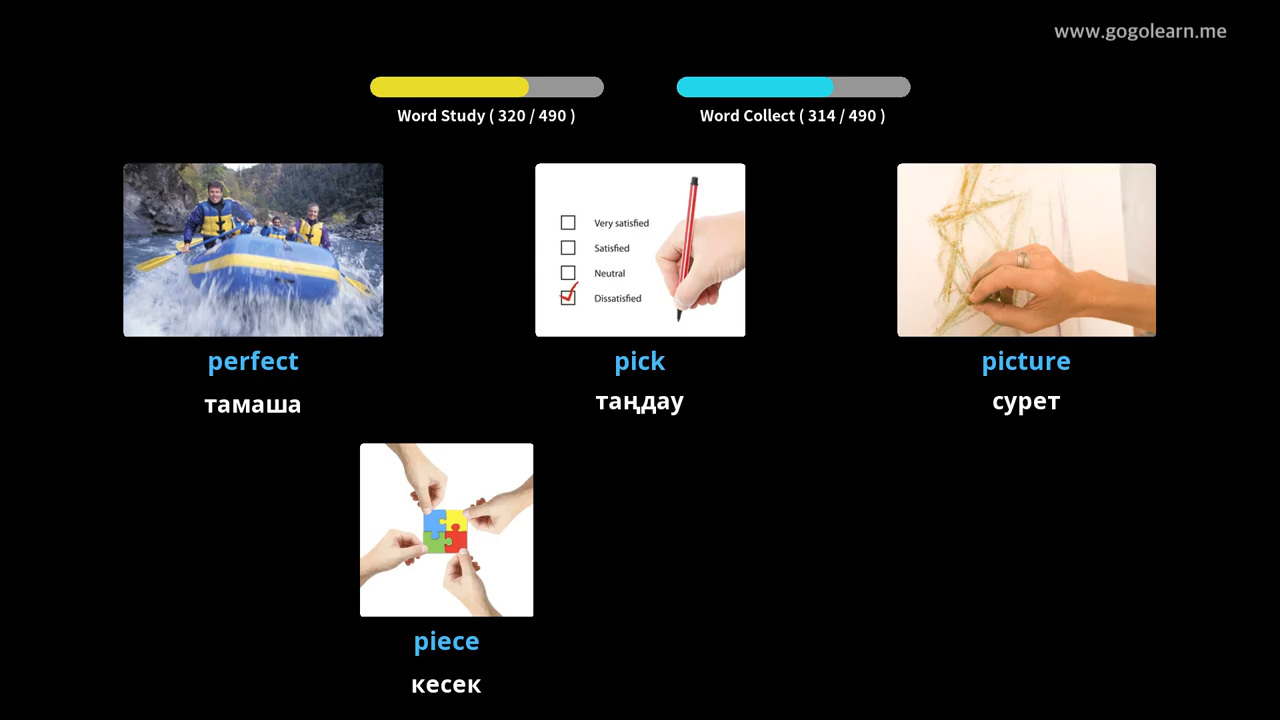 www.gogolearn.me
Word Study ( 320 / 490 )
Word Collect ( 314 / 490 )
Very satisfied
Satisfied
Neutral
Dissatisfied
perfect
тамаша
pick
таңдау
picture
сурет
piece
кесек